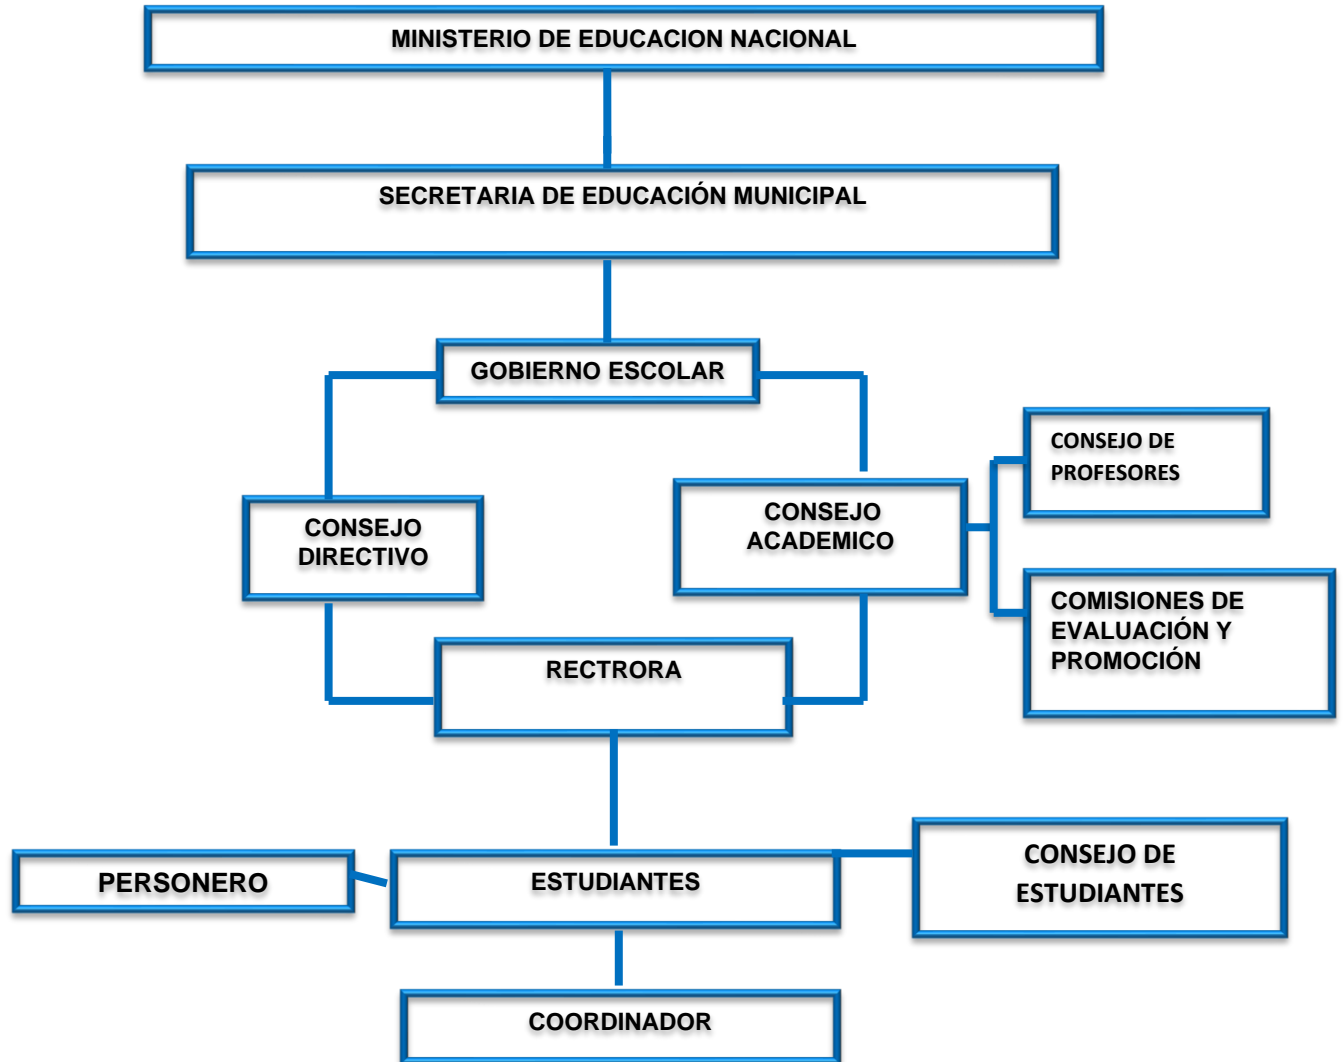 MINISTERIO DE EDUCACION NACIONAL
SECRETARIA DE EDUCACIÓN MUNICIPAL
GOBIERNO ESCOLAR
CONSEJO
DIRECTIVO
CONSEJO
ACADEMICO
CONSEJO DE
PROFESORES
COMISIONES DE
EVALUACIÓN Y
PROMOCIÓN
RECTRORA
PERSONERO
ESTUDIANTES
CONSEJO DE
ESTUDIANTES
COORDINADOR